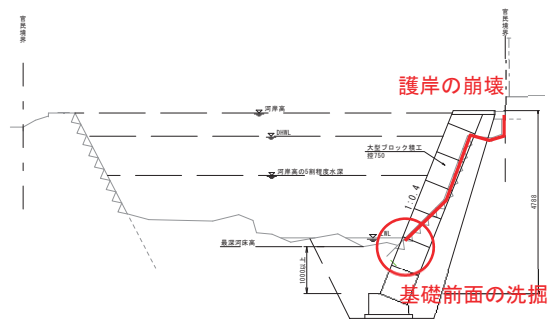 官民境界
官民境界
護岸の崩壊
河岸高
DHWL
大型ブロック積工
控750
河岸高の5割程度水深
1:0.4
4788
LWL
最深河床高
1000以上
基礎前面の洗掘